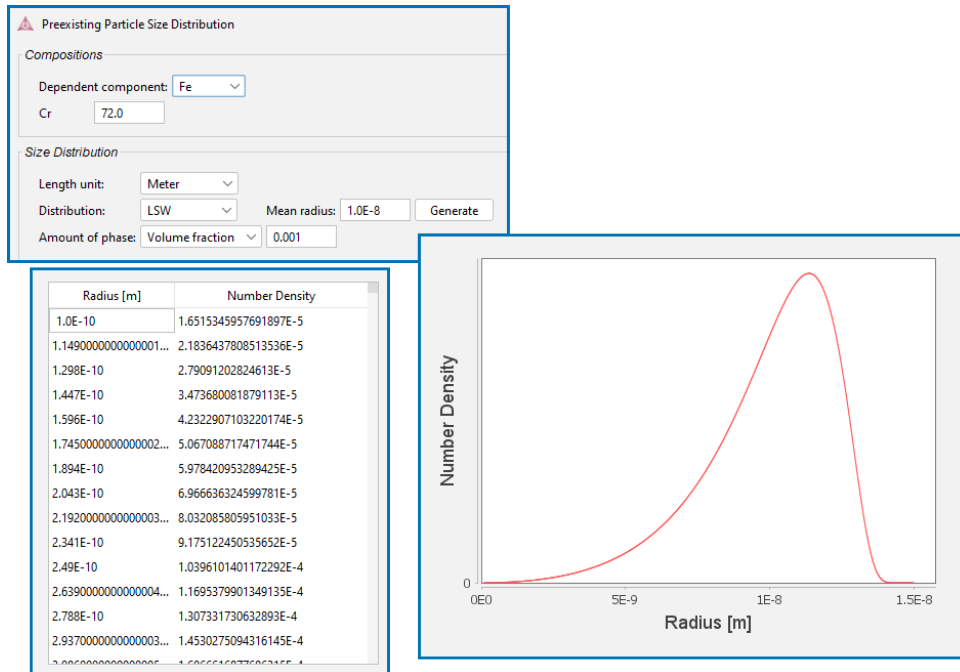 Preexisting Particle Size Distribution
Compositions
Dependent component: Fe
Cr 72.0
Size Distribution
Length unit: Meter
Distribution: LSW Mean radius: 1.0E-8 Generate
Amount of phase: Volume fraction 0.001
Radius [m] Number Density
1.0E-10 1.6515345957691897E-5
1.1490000000000001... 2.1836437808513536E-5
1.298E-10 2.79091202824613E-5
1.447E-10 3.473680081879113E-5
1.596E-10 4.2322907103220174E-5
1.7450000000000002... 5.067088717471744E-5
1.894E-10 5.978420953289425E-5
2.043E-10 6.966636324599781E-5
2.1920000000000003... 8.032085805951033E-5
2.341E-10 9.175122450535652E-5
2.49E-10 1.0396101401172292E-4
2.6390000000000004... 1.1695379901349135E-4
2.788E-10 1.307331730632893E-4
2.9370000000000003... 1.4530275094316145E-4
Number Density
0
0E0 5E-9 1E-8 1.5E-8
Radius [m]